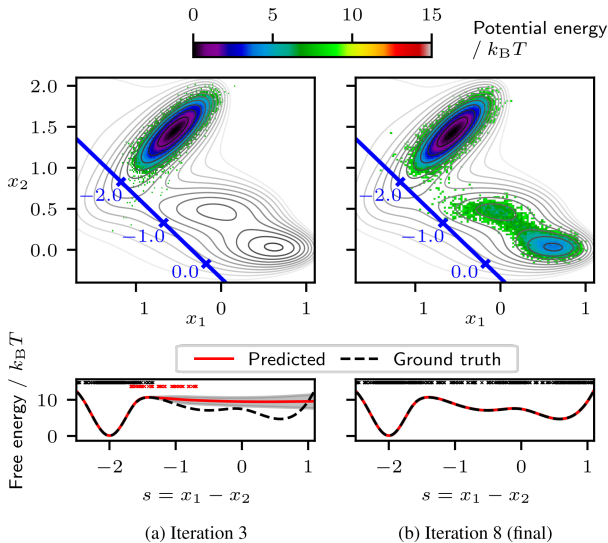 0 5 10 15 Potential energy
/ k_B T
2.0
1.5
1.0
0.5
0.0
x_2
−2.0
−1.0
0.0
−2.0
−1.0
0.0
1 0 1 1 0 1
x_1 x_1
Predicted Ground truth
Free energy / k_B T
10
0
−2 −1 0 1 −2 −1 0 1
s = x_1 − x_2 s = x_1 − x_2
(a) Iteration 3 (b) Iteration 8 (final)